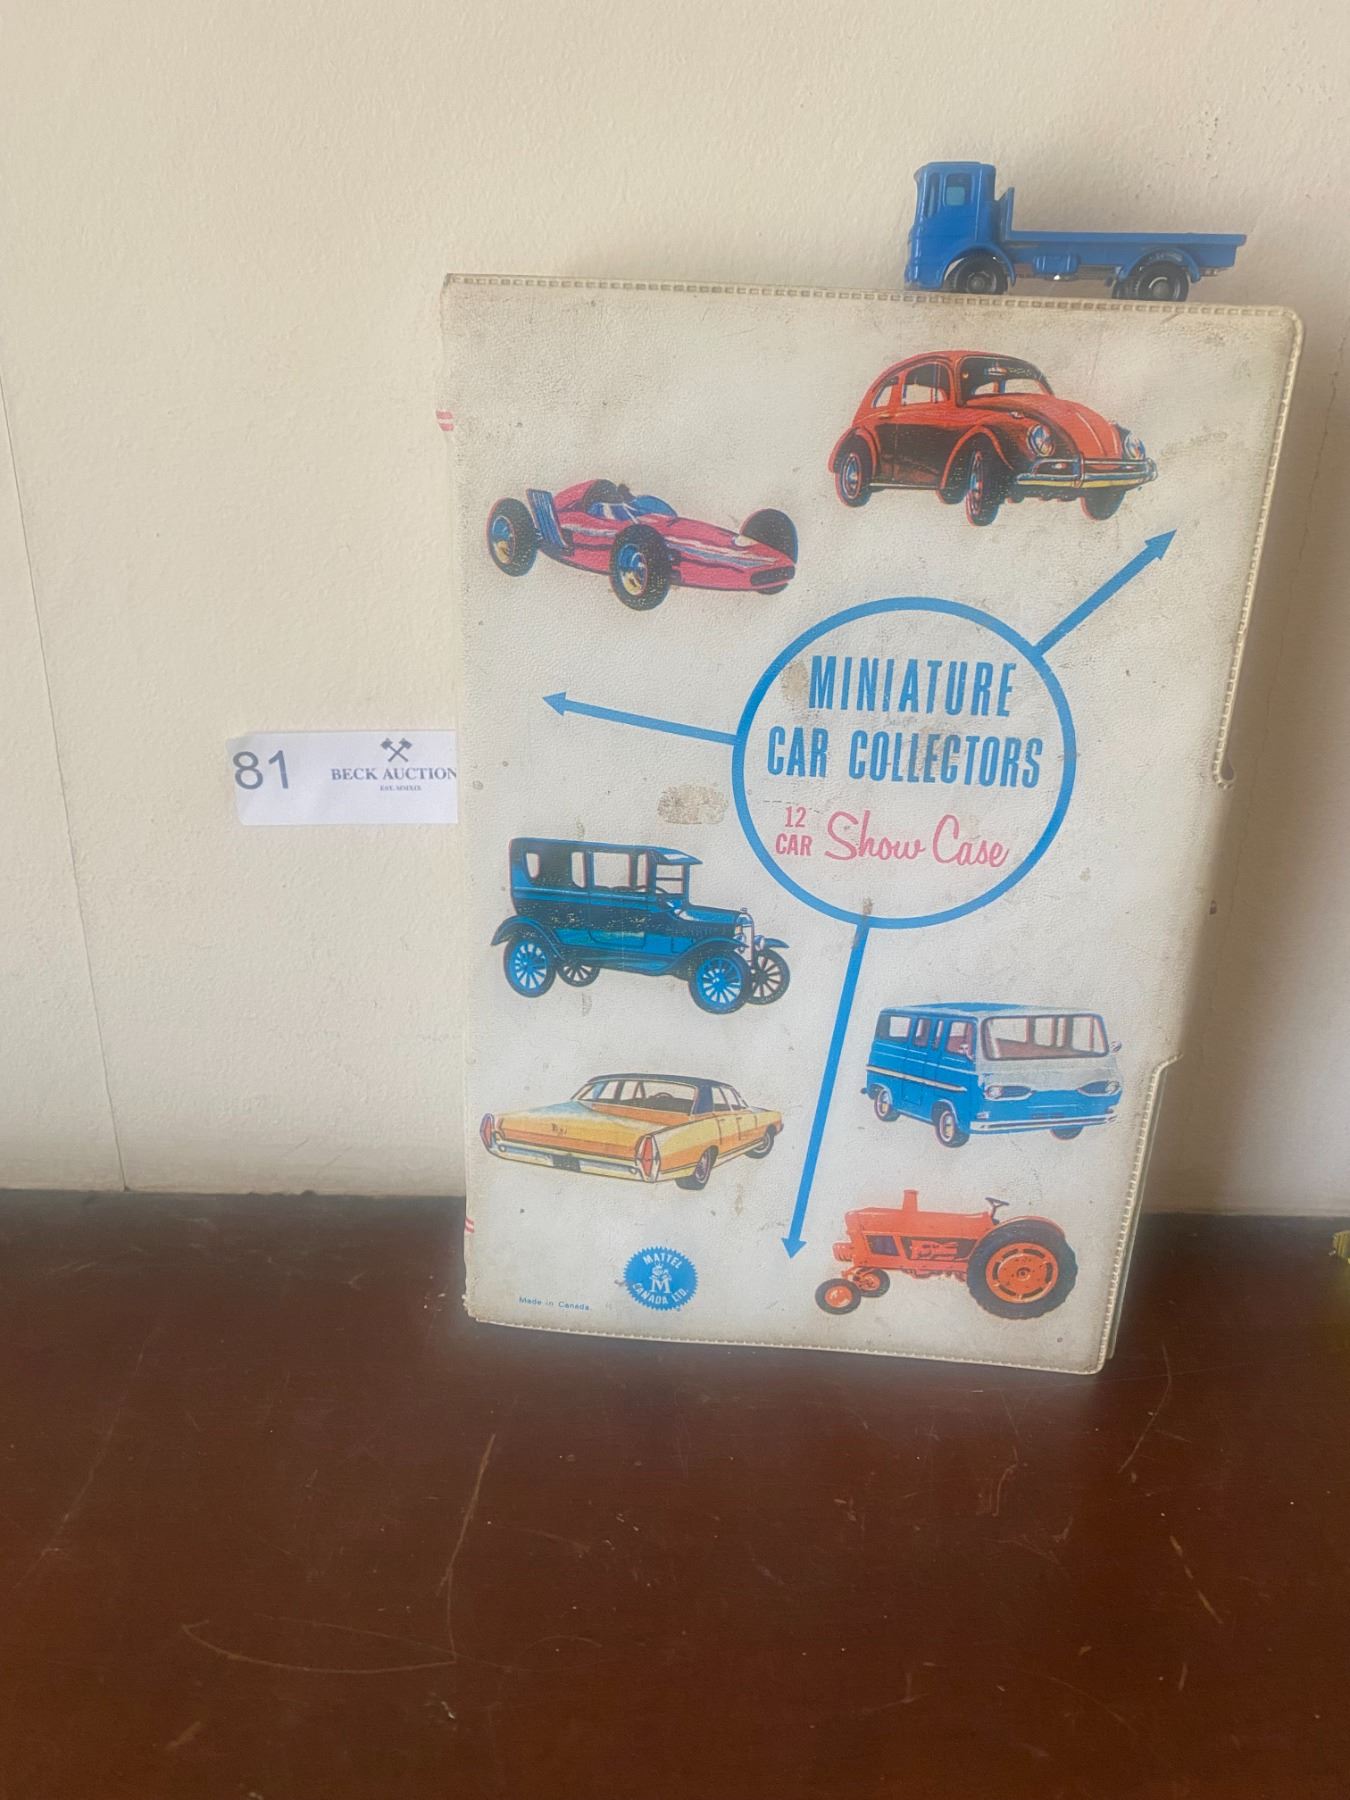 81
BECK AUCTION
EST. MMXIX
MINIATURE
CAR COLLECTORS
12
CAR
Show Case
MATTEL
M
CANADA LTD.
Made in Canada.